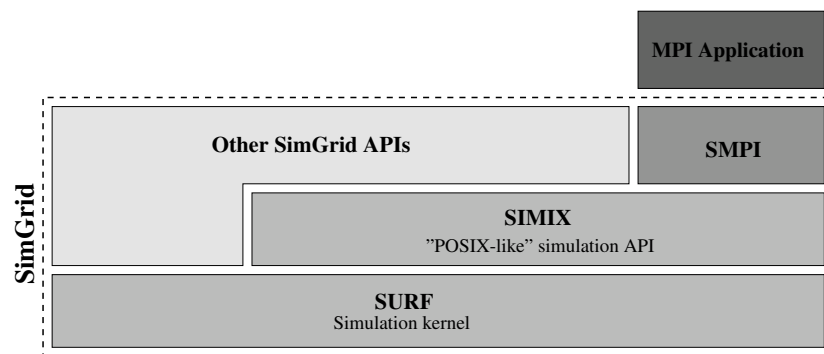 MPI Application
Other SimGrid APIs
SMPI
SIMIX
”POSIX-like” simulation API
SimGrid
SURF
Simulation kernel